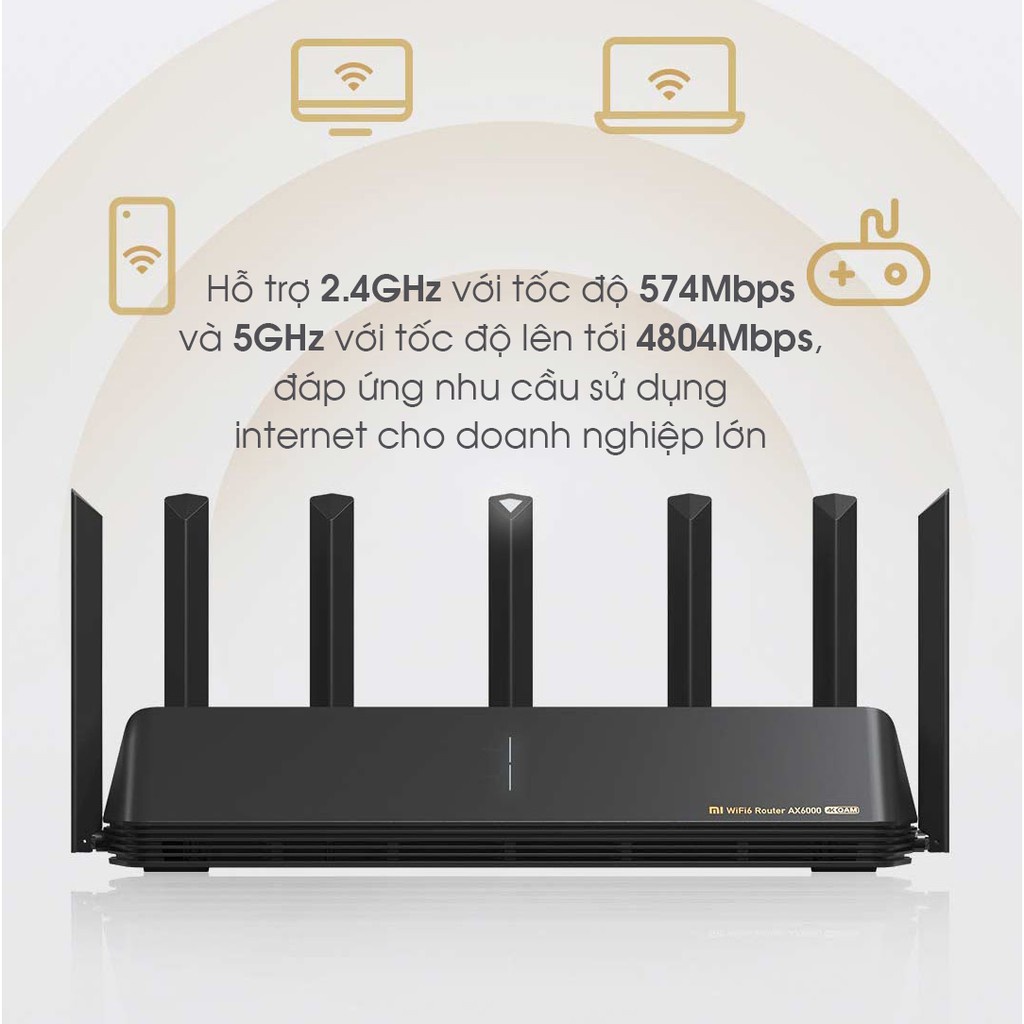 Hỗ trợ 2.4GHz với tốc độ 574Mbps
và 5GHz với tốc độ lên tới 4804Mbps,
đáp ứng nhu cầu sử dụng
internet cho doanh nghiệp lớn
mi WiFi6 Router AX6000 4K QAM